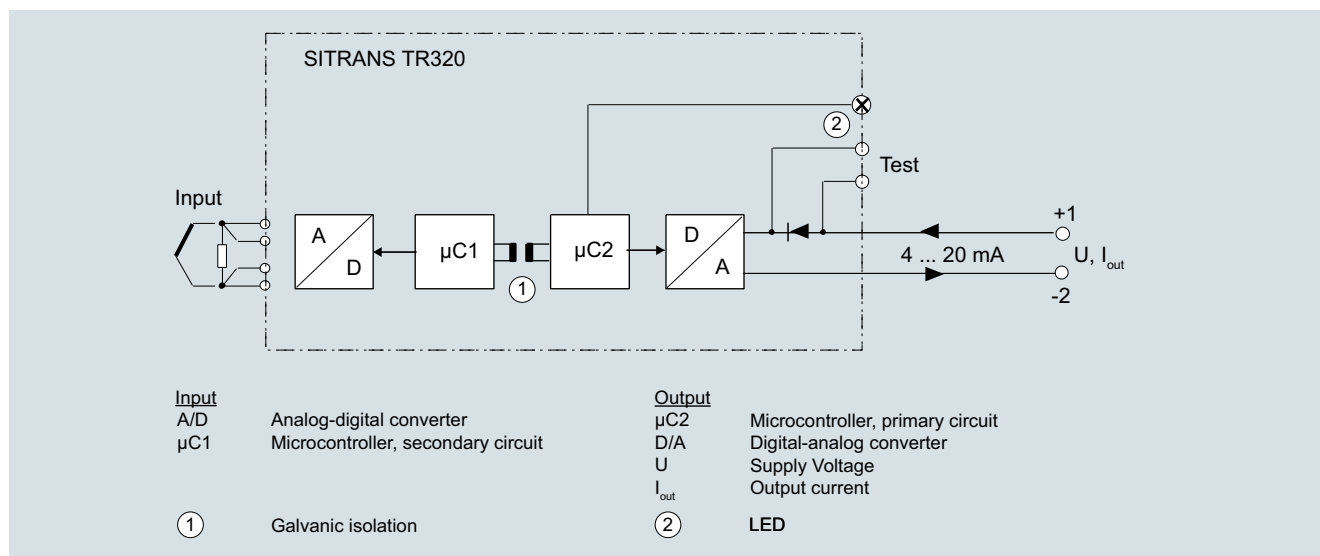 SITRANS TR320
2
Test
Input
A
D
µC1
µC2
D
A
+1
4 ... 20 mA
U, Iout
-2
1
Input
A/D Analog-digital converter
µC1 Microcontroller, secondary circuit
1 Galvanic isolation
Output
µC2 Microcontroller, primary circuit
D/A Digital-analog converter
U Supply Voltage
Iout Output current
2 LED